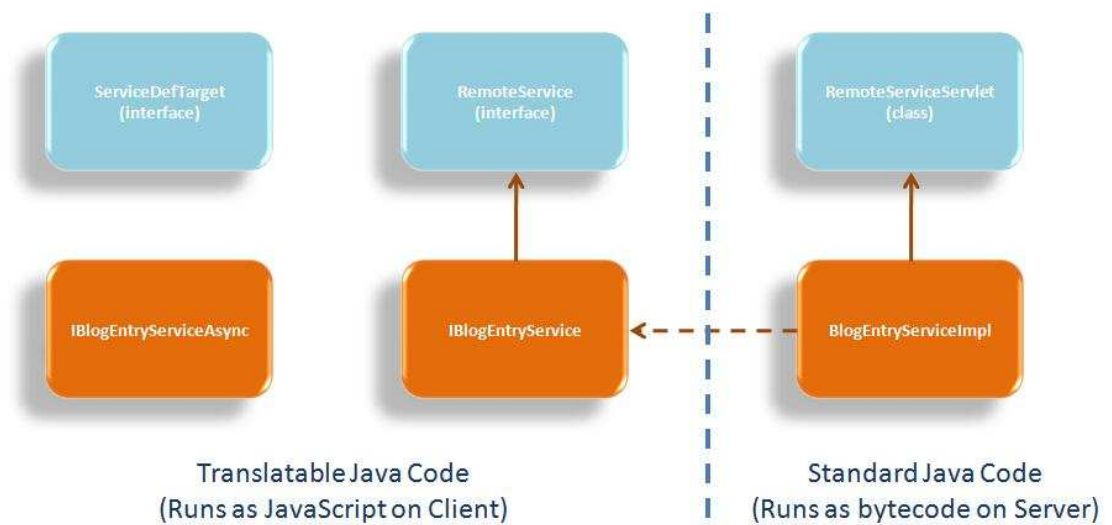 ServiceDefTarget
(interface)
RemoteService
(interface)
RemoteServiceServlet
(class)
IBlogEntryServiceAsync
IBlogEntryService
BlogEntryServiceImpl
Translatable Java Code
(Runs as JavaScript on Client)
Standard Java Code
(Runs as bytecode on Server)